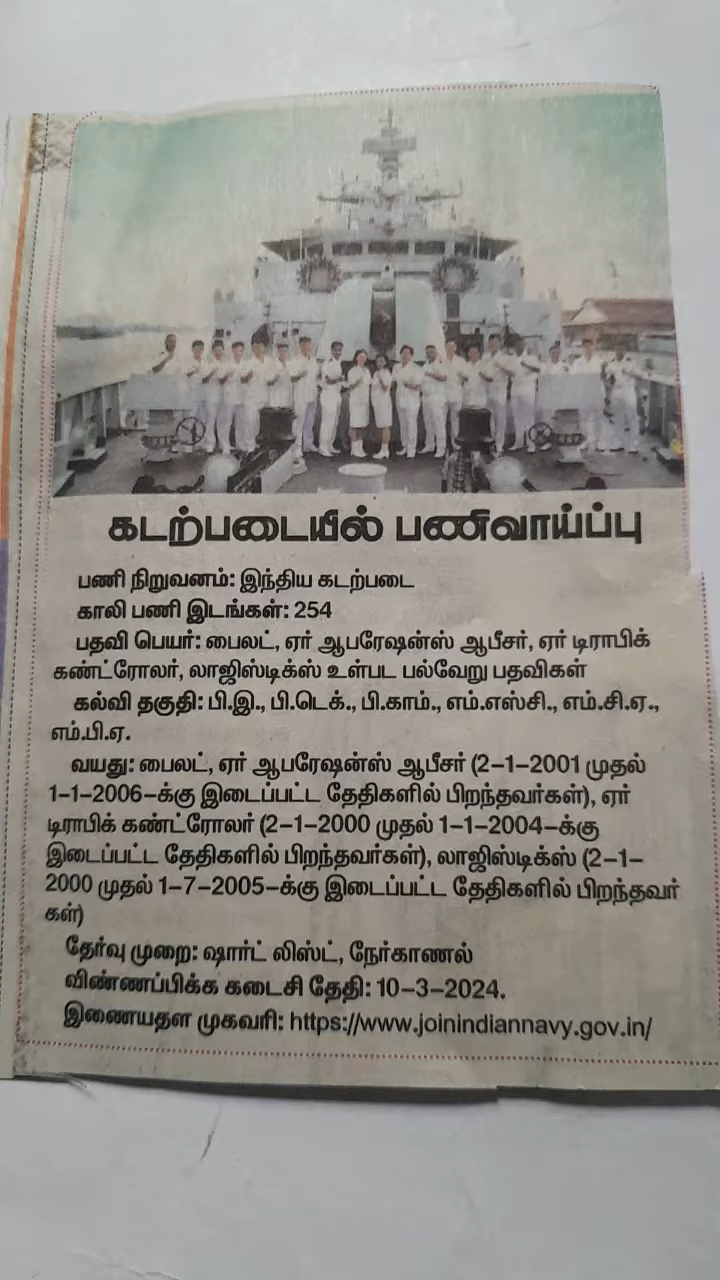 கடற்படையில் பணிவாய்ப்பு
பணி நிறுவனம்: இந்திய கடற்படை
காலி பணி இடங்கள்: 254
பதவி பெயர்: பைலட், ஏர் ஆபரேஷன்ஸ் ஆபீசர், ஏர் டிராபிக்
கண்ட்ரோலர், லாஜிஸ்டிக்ஸ் உள்பட பல்வேறு பதவிகள்
கல்வி தகுதி: பி.இ., பி.டெக்., பி.காம்., எம்.எஸ்சி., எம்.சி.ஏ.,
எம்.பி.ஏ.
வயது: பைலட், ஏர் ஆபரேஷன்ஸ் ஆபீசர் (2-1-2001 முதல்
1-1-2006-க்கு இடைப்பட்ட தேதிகளில் பிறந்தவர்கள்), ஏர்
டிராபிக் கண்ட்ரோலர் (2-1-2000 முதல் 1-1-2004-க்கு
இடைப்பட்ட தேதிகளில் பிறந்தவர்கள்), லாஜிஸ்டிக்ஸ் (2-1-
2000 முதல் 1-7-2005-க்கு இடைப்பட்ட தேதிகளில் பிறந்தவர்
கள்)
தேர்வு முறை: ஷார்ட் லிஸ்ட், நேர்காணல்
விண்ணப்பிக்க கடைசி தேதி: 10-3-2024.
இணையதள முகவரி: https://www.joinindiannavy.gov.in/